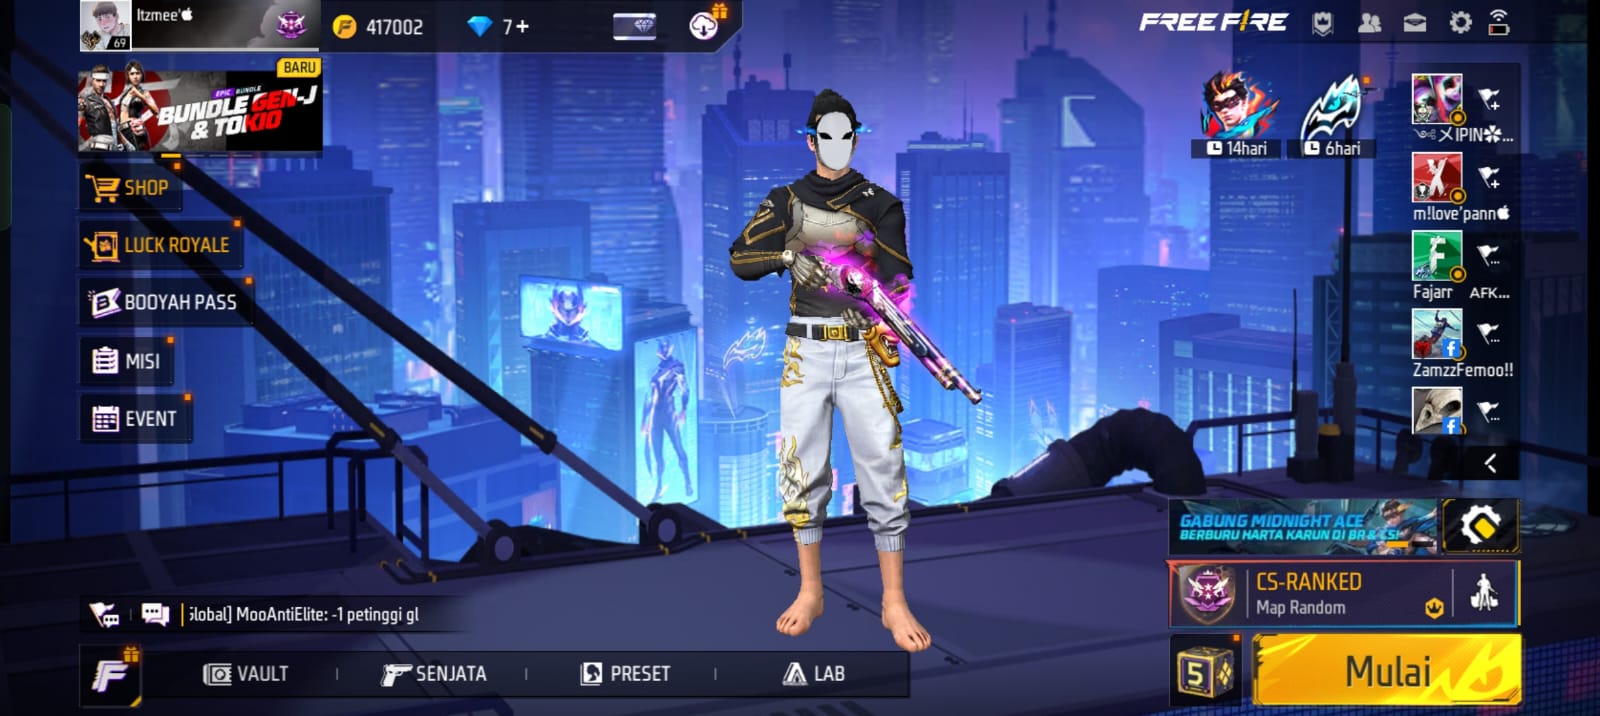 Itzmee'
69
417002
7+
FREE FIRE
BARU
EPIC BUNDLE
BUNDLE GEN-J
& TOKIO
SHOP
LUCK ROYALE
BOOYAH PASS
MISI
EVENT
14hari
6hari
IPIN
m!love'pann
Fajarr AFK...
ZamzzFemoo!!
GABUNG MIDNIGHT ACE
BERBURU HARTA KARUN DI BR & CS!
CS-RANKED
Map Random
lobal] MooAntiElite: -1 petinggi gl
VAULT
SENJATA
PRESET
LAB
5
Mulai